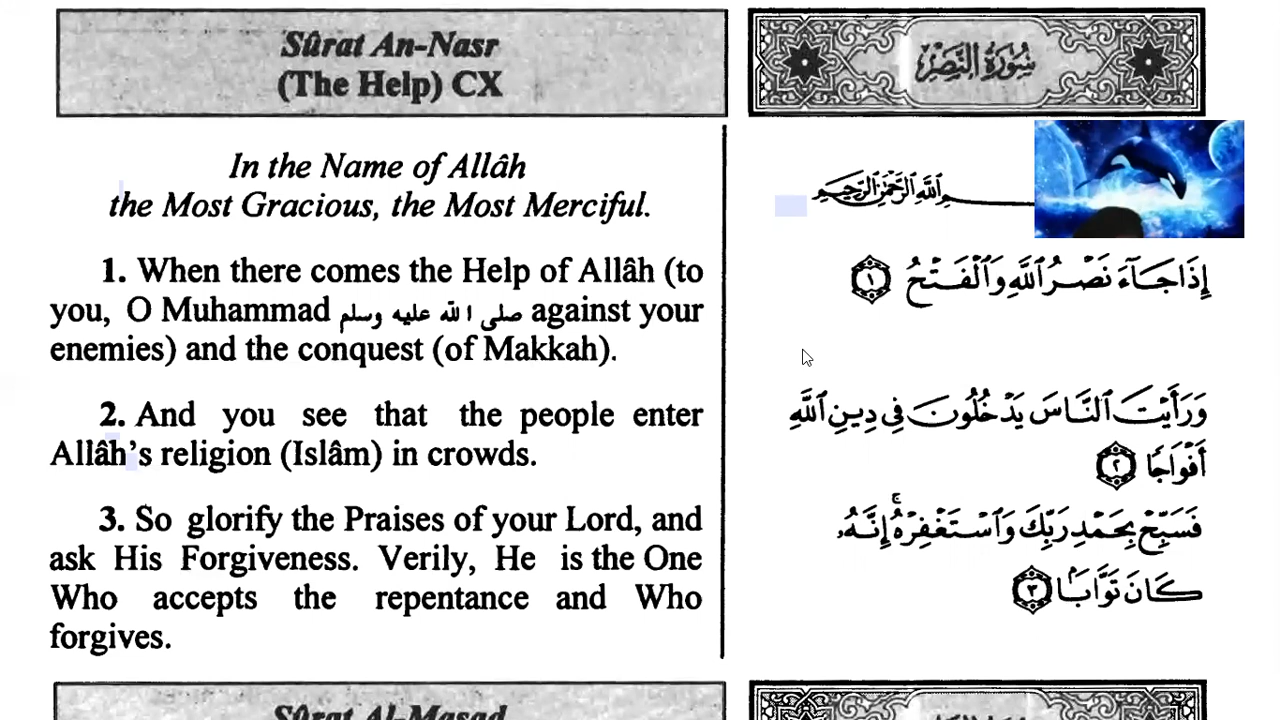 Sûrat An-Nasr
(The Help) CX
In the Name of Allâh
the Most Gracious, the Most Merciful.
1. When there comes the Help of Allâh (to
you, O Muhammad صلى الله عليه وسلم against your
enemies) and the conquest (of Makkah).
2. And you see that the people enter
Allâh's religion (Islâm) in crowds.
3. So glorify the Praises of your Lord, and
ask His Forgiveness. Verily, He is the One
Who accepts the repentance and Who
forgives.
Sûrat Al-Masad
سُورَةُ النَّصْرِ
ٱللَّهِ ٱلرَّحْمَٰنِ ٱلرَّحِيمِ
إِذَا جَآءَ نَصْرُ ٱللَّهِ وَٱلْفَتْحُ ١
وَرَأَيْتَ ٱلنَّاسَ يَدْخُلُونَ فِى دِينِ ٱللَّهِ
أَفْوَاجًا ٢
فَسَبِّحْ بِحَمْدِ رَبِّكَ وَٱسْتَغْفِرْهُ ۚ إِنَّهُۥ
كَانَ تَوَّابًۢا ٣